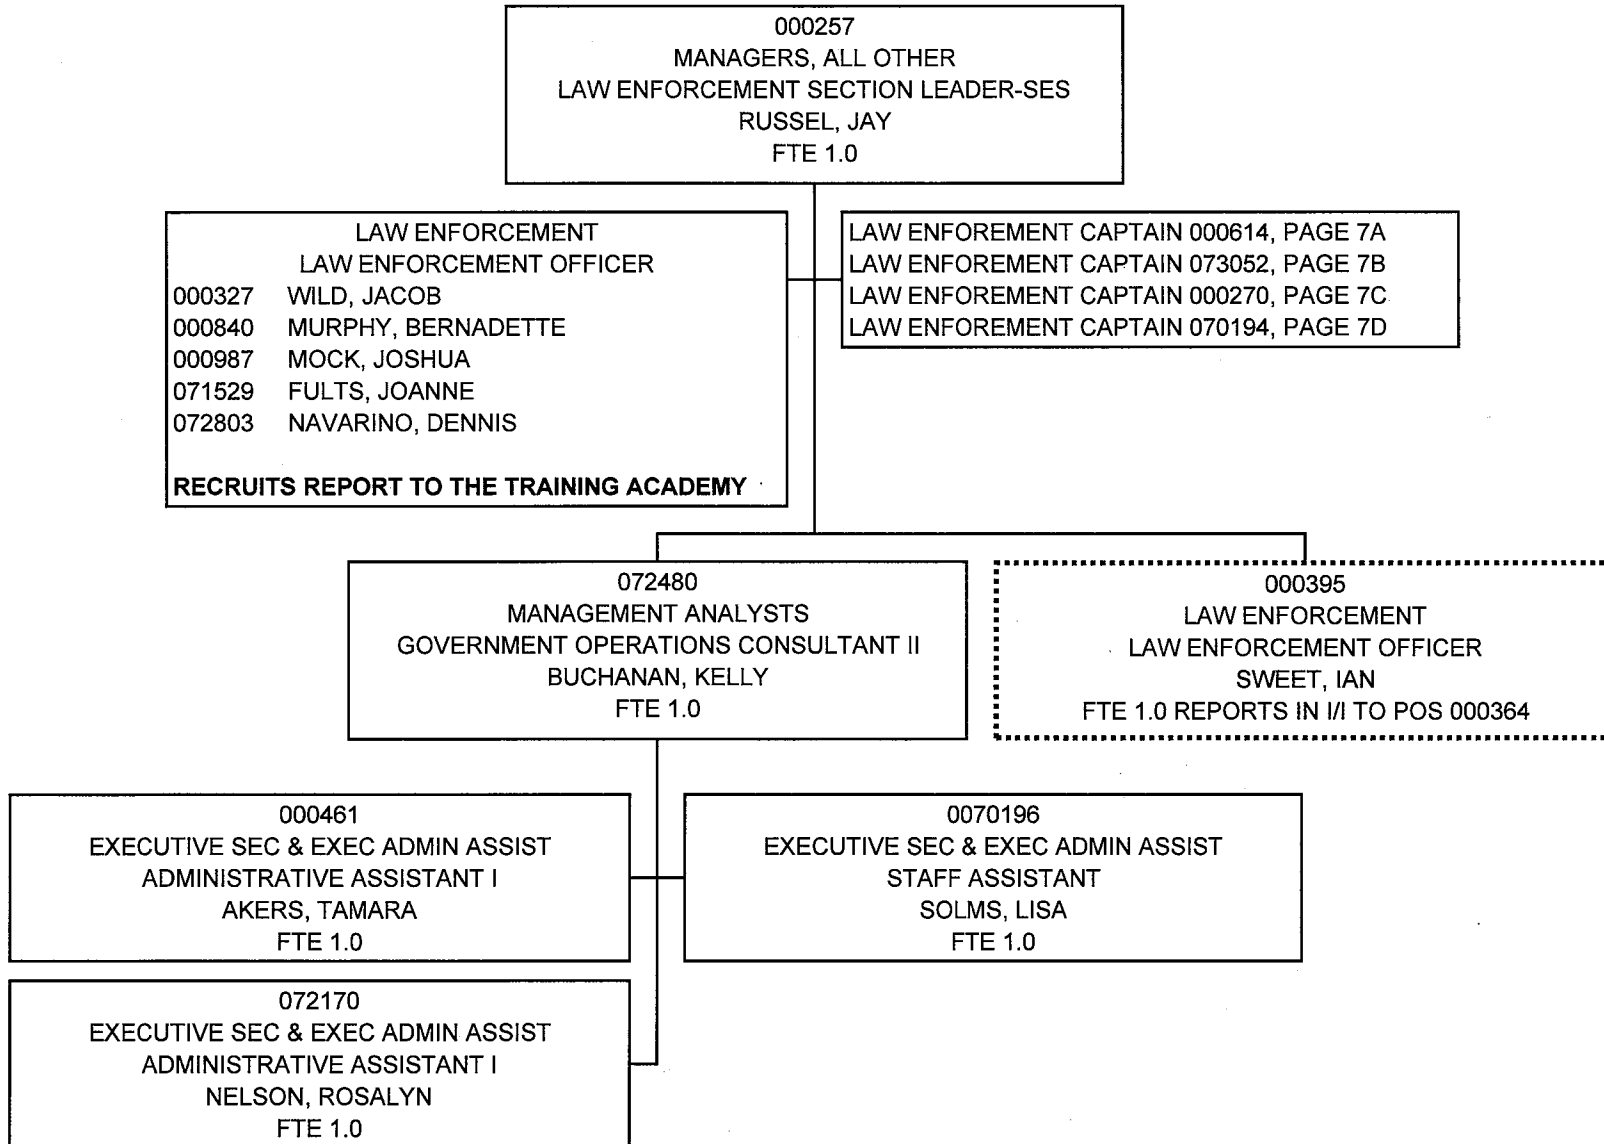 000257
MANAGERS, ALL OTHER
LAW ENFORCEMENT SECTION LEADER-SES
RUSSEL, JAY
FTE 1.0
LAW ENFORCEMENT
LAW ENFORCEMENT OFFICER
000327 WILD, JACOB
000840 MURPHY, BERNADETTE
000987 MOCK, JOSHUA
071529 FULTS, JOANNE
072803 NAVARINO, DENNIS
RECRUITS REPORT TO THE TRAINING ACADEMY
LAW ENFOREMENT CAPTAIN 000614, PAGE 7A
LAW ENFOREMENT CAPTAIN 073052, PAGE 7B
LAW ENFOREMENT CAPTAIN 000270, PAGE 7C
LAW ENFOREMENT CAPTAIN 070194, PAGE 7D
072480
MANAGEMENT ANALYSTS
GOVERNMENT OPERATIONS CONSULTANT II
BUCHANAN, KELLY
FTE 1.0
000395
LAW ENFORCEMENT
LAW ENFORCEMENT OFFICER
SWEET, IAN
FTE 1.0 REPORTS IN I/I TO POS 000364
000461
EXECUTIVE SEC & EXEC ADMIN ASSIST
ADMINISTRATIVE ASSISTANT I
AKERS, TAMARA
FTE 1.0
0070196
EXECUTIVE SEC & EXEC ADMIN ASSIST
STAFF ASSISTANT
SOLMS, LISA
FTE 1.0
072170
EXECUTIVE SEC & EXEC ADMIN ASSIST
ADMINISTRATIVE ASSISTANT I
NELSON, ROSALYN
FTE 1.0